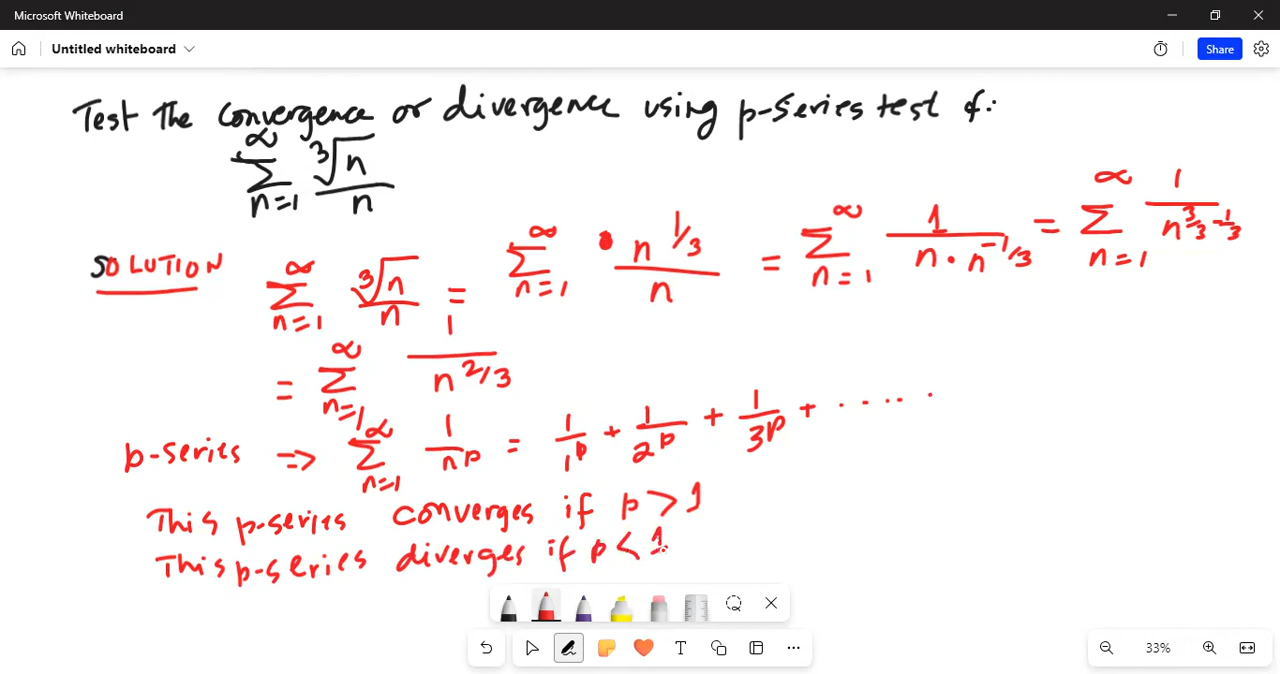 Microsoft Whiteboard
Untitled whiteboard
Share
Test the convergence or divergence using p-series test of:
∞ Σ n=1 ∛n / n
SOLUTION ∞ Σ n=1 ∛n / n = ∞ Σ n=1 n^1/3 / n = ∞ Σ n=1 1 / n · n^-1/3 = ∞ Σ n=1 1 / n^3/3 - 1/3
= ∞ Σ n=1 1 / n^2/3
p-series => ∞ Σ n=1 1 / n^p = 1 / 1^p + 1 / 2^p + 1 / 3^p + . . . . .
This p-series converges if p > 1
This p-series diverges if p < 1
33%